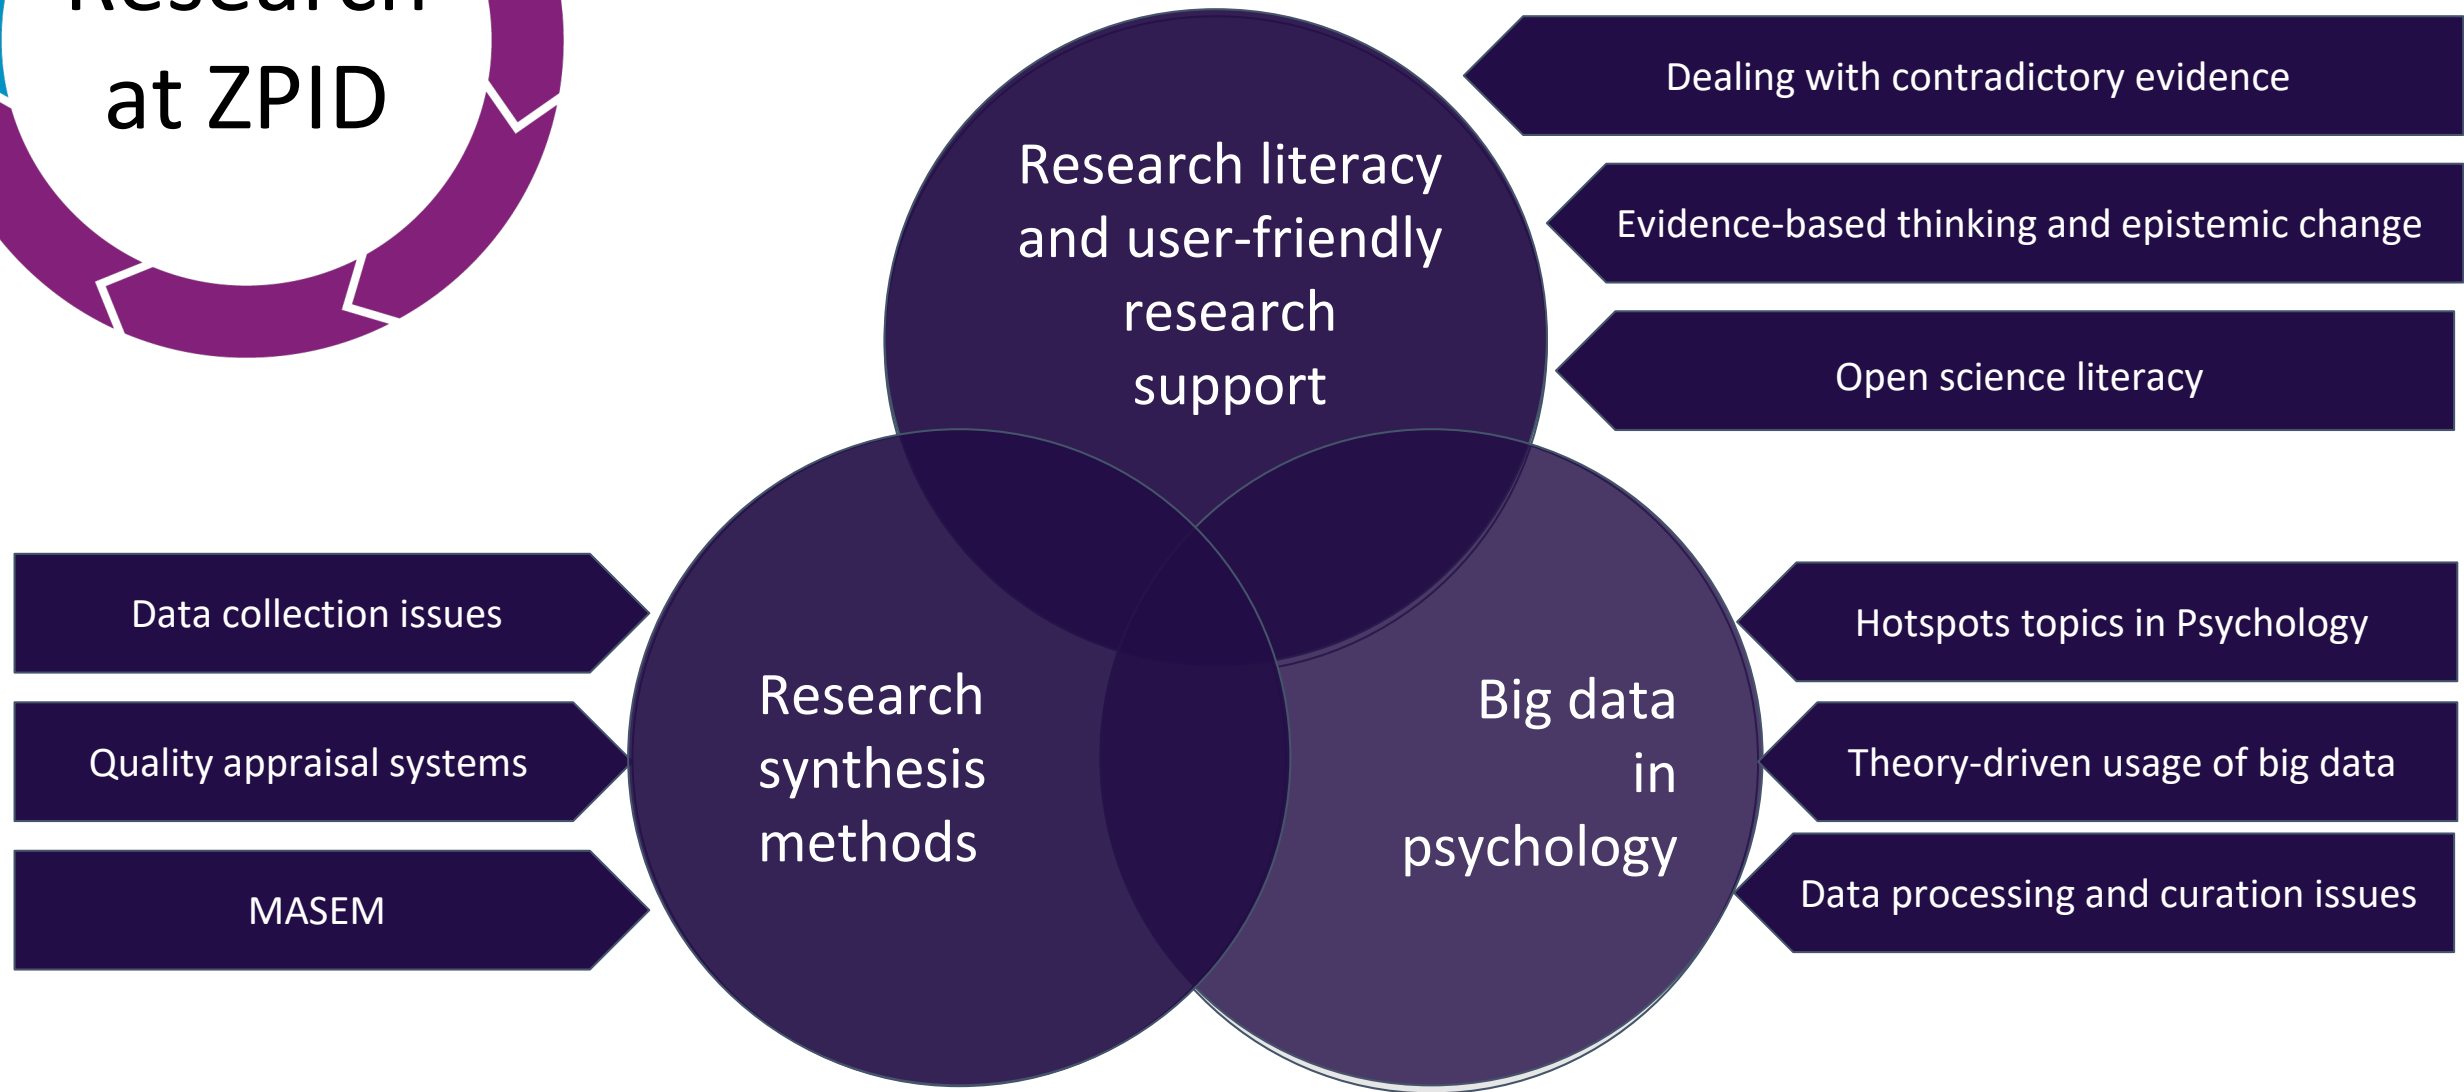 Research
at ZPID
Research literacy
and user-friendly
research
support
Dealing with contradictory evidence
Evidence-based thinking and epistemic change
Open science literacy
Data collection issues
Quality appraisal systems
MASEM
Research
synthesis
methods
Big data
in
psychology
Hotspots topics in Psychology
Theory-driven usage of big data
Data processing and curation issues